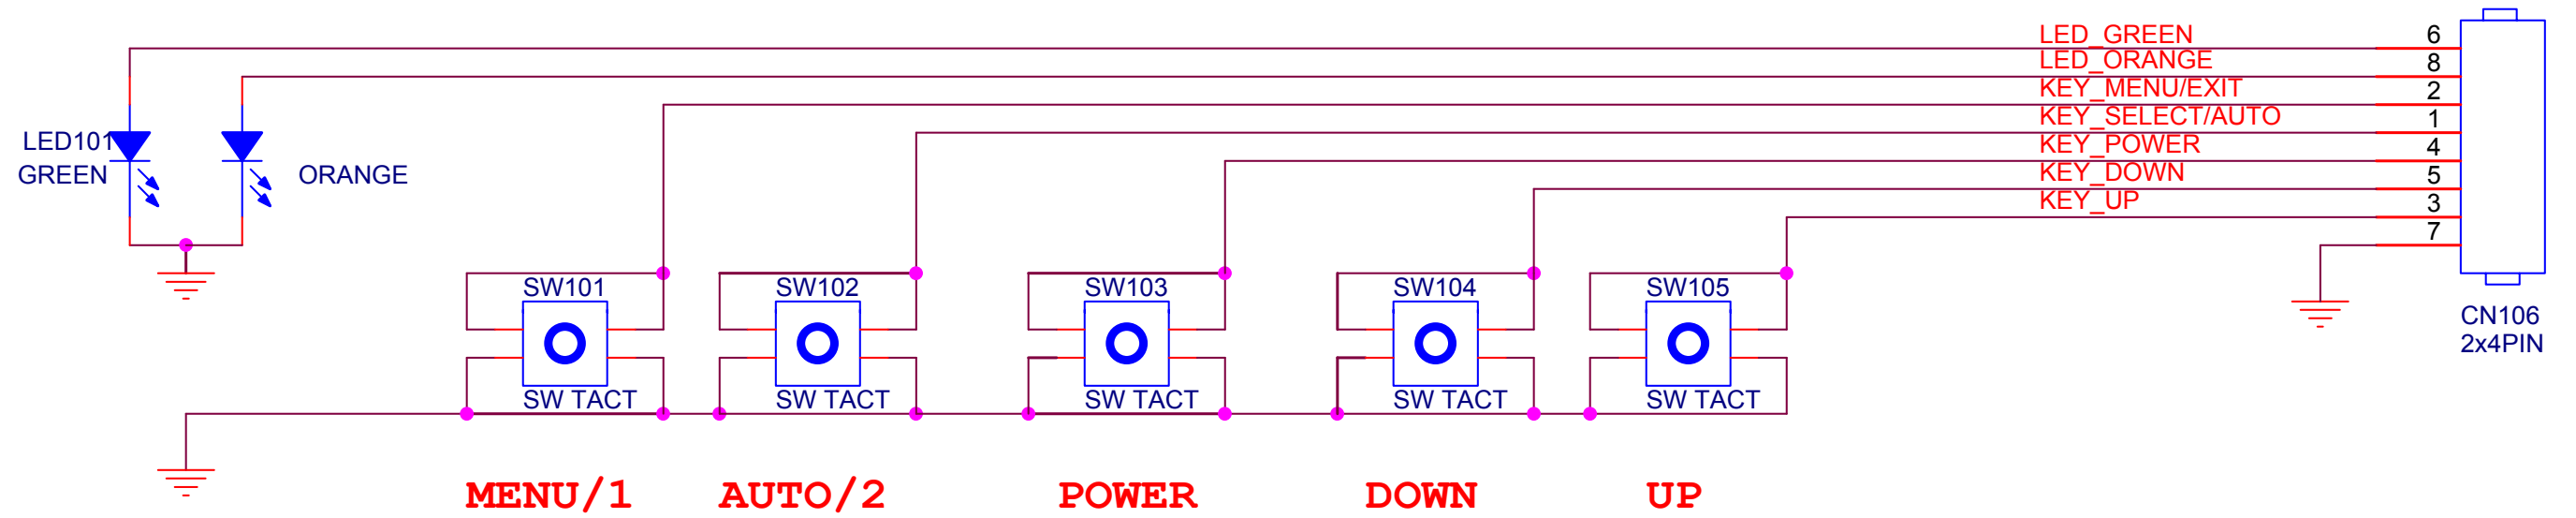 LED_GREEN 6
LED_ORANGE 8
KEY_MENU/EXIT 2
KEY_SELECT/AUTO 1
KEY_POWER 4
KEY_DOWN 5
KEY_UP 3
7
LED101
GREEN
ORANGE
SW101
SW102
SW103
SW104
SW105
CN106
2x4PIN
SW TACT
SW TACT
SW TACT
SW TACT
SW TACT
MENU/1
AUTO/2
POWER
DOWN
UP